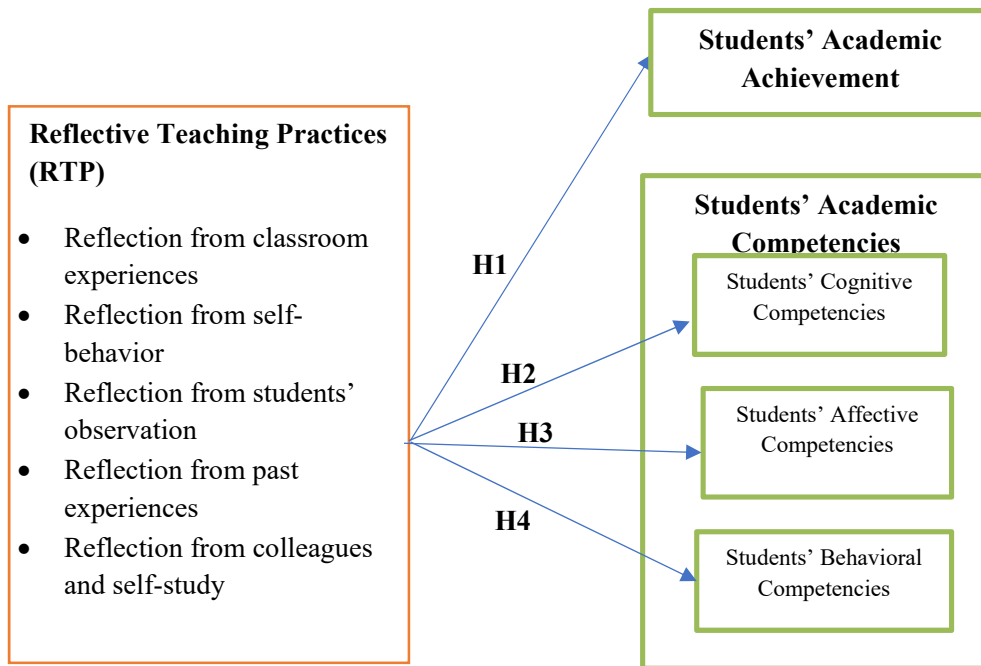 Reflective Teaching Practices
(RTP)
• Reflection from classroom
experiences
• Reflection from self-
behavior
• Reflection from students’
observation
• Reflection from past
experiences
• Reflection from colleagues
and self-study
H1
H2
H3
H4
Students’ Academic
Achievement
Students’ Academic
Competencies
Students’ Cognitive
Competencies
Students’ Affective
Competencies
Students’ Behavioral
Competencies